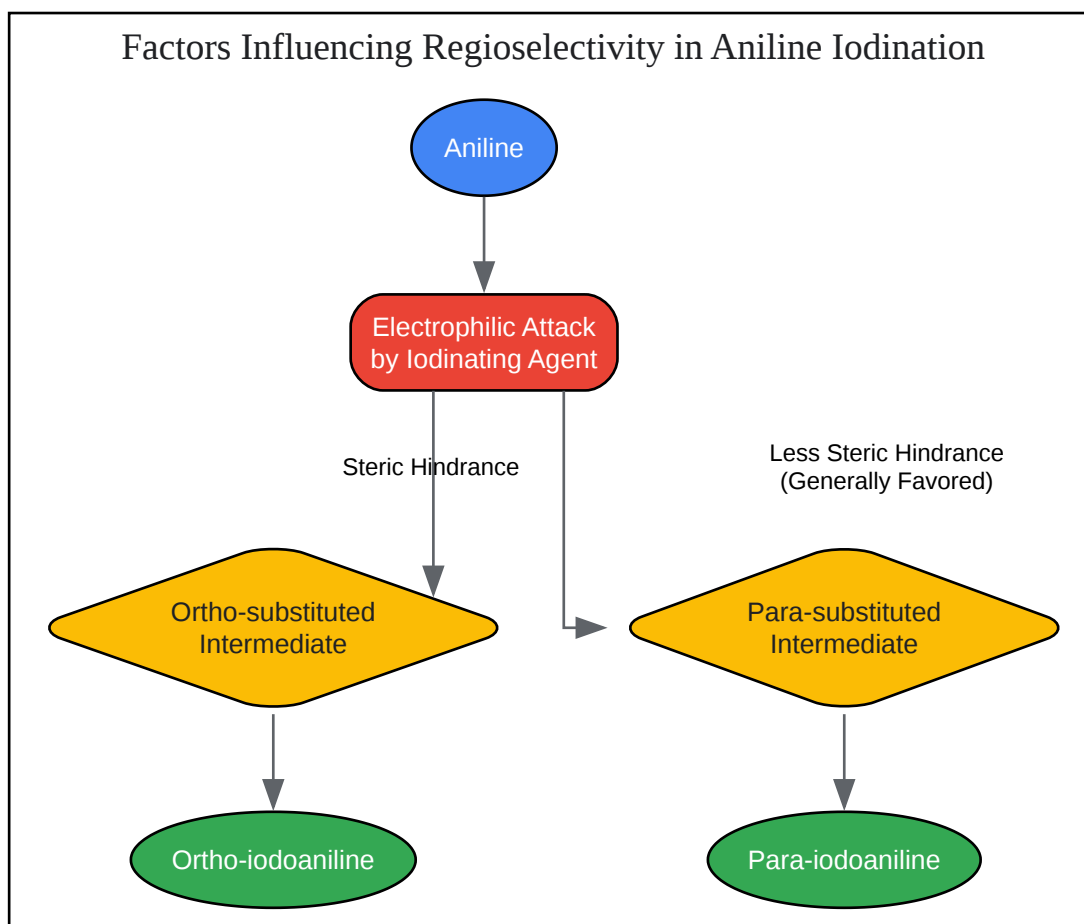 Factors Influencing Regioselectivity in Aniline Iodination
Aniline
Electrophilic Attack
by Iodinating Agent
Steric Hindrance
Less Steric Hindrance
(Generally Favored)
Ortho-substituted
Intermediate
Para-substituted
Intermediate
Ortho-iodoaniline
Para-iodoaniline